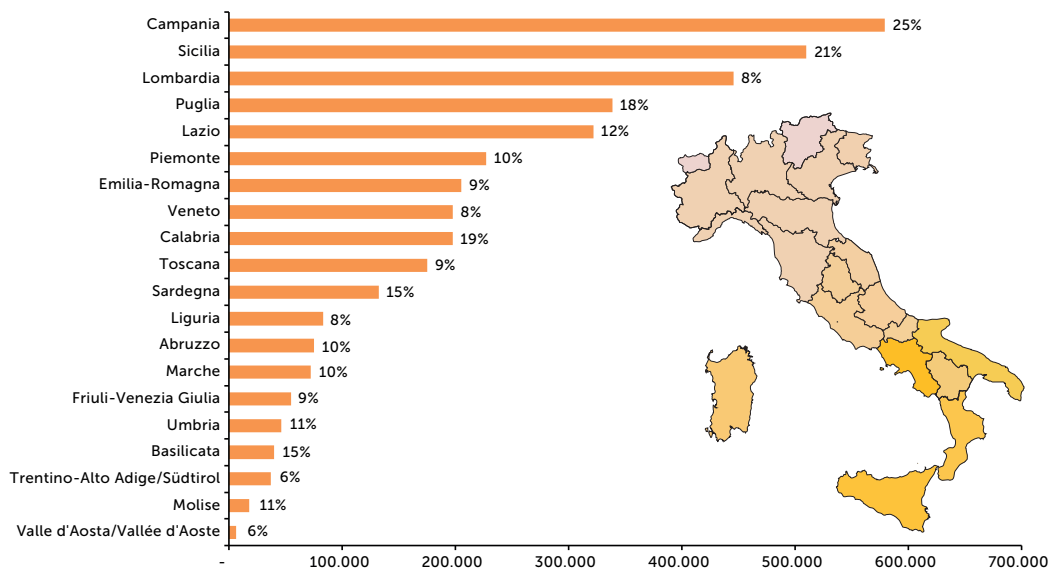 Campania 25%
Sicilia 21%
Lombardia 8%
Puglia 18%
Lazio 12%
Piemonte 10%
Emilia-Romagna 9%
Veneto 8%
Calabria 19%
Toscana 9%
Sardegna 15%
Liguria 8%
Abruzzo 10%
Marche 10%
Friuli-Venezia Giulia 9%
Umbria 11%
Basilicata 15%
Trentino-Alto Adige/Südtirol 6%
Molise 11%
Valle d'Aosta/Vallée d'Aoste 6%
- 100.000 200.000 300.000 400.000 500.000 600.000 700.000